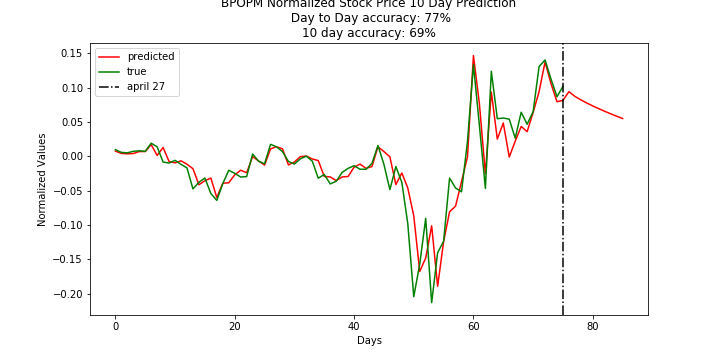 BPOPM Normalized Stock Price 10 Day Prediction
Day to Day accuracy: 77%
10 day accuracy: 69%
predicted
true
april 27
0.15
0.10
0.05
0.00
−0.05
−0.10
−0.15
−0.20
Normalized Values
0
20
40
60
80
Days